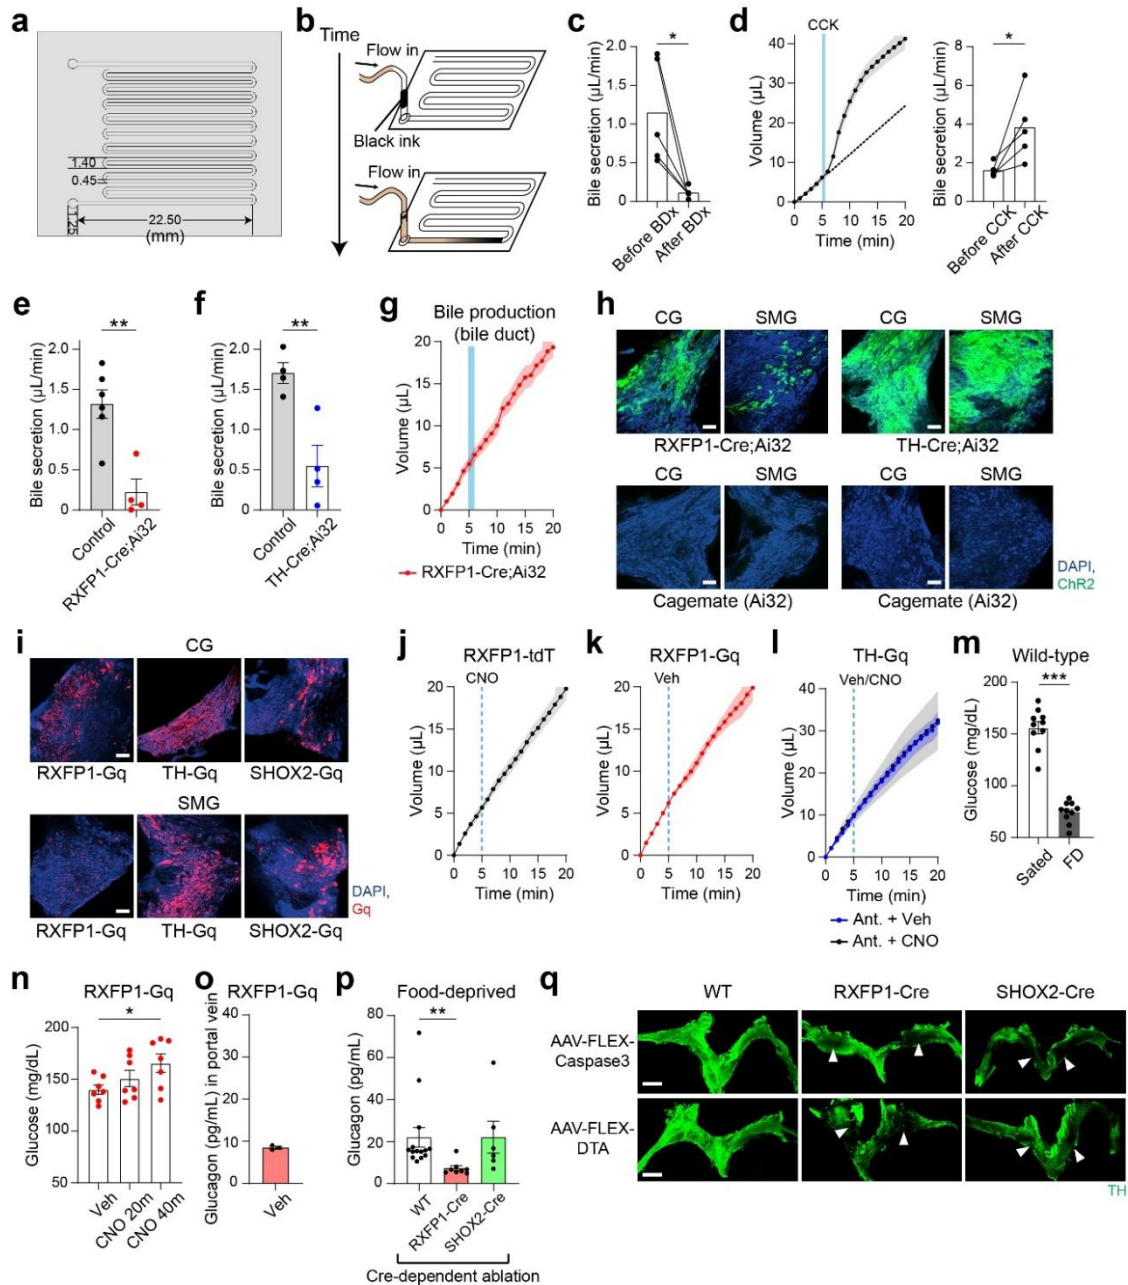 a
1.40
0.45
1.25
22.50
(mm)
b
Time
Flow in
Black ink
Flow in
c
*
Bile secretion (µL/min)
2.0
1.5
1.0
0.5
0
Before BDx
After BDx
d
CCK
Volume (µL)
40
30
20
10
0
0 5 10 15 20
Time (min)
*
Bile secretion (µL/min)
8
6
4
2
0
Before CCK
After CCK
e
**
Bile secretion (µL/min)
2.0
1.5
1.0
0.5
0
Control
RXFP1-Cre;Ai32
f
**
Bile secretion (µL/min)
2.0
1.5
1.0
0.5
0
Control
TH-Cre;Ai32
g
Bile production
(bile duct)
Volume (µL)
20
15
10
5
0
0 5 10 15 20
Time (min)
RXFP1-Cre;Ai32
h
CG SMG CG SMG
RXFP1-Cre;Ai32 TH-Cre;Ai32
Cagemate (Ai32) Cagemate (Ai32)
DAPI,
ChR2
i
CG
RXFP1-Gq TH-Gq SHOX2-Gq
SMG
RXFP1-Gq TH-Gq SHOX2-Gq
DAPI,
Gq
j
RXFP1-tdT
CNO
Volume (µL)
20
15
10
5
0
0 5 10 15 20
Time (min)
k
RXFP1-Gq
Veh
Volume (µL)
20
15
10
5
0
0 5 10 15 20
Time (min)
l
TH-Gq
Veh/CNO
Volume (µL)
40
30
20
10
0
0 5 10 15 20
Time (min)
Ant. + Veh
Ant. + CNO
m
Wild-type
***
Glucose (mg/dL)
200
150
100
50
Sated
FD
n
RXFP1-Gq
*
Glucose (mg/dL)
200
150
100
50
Veh
CNO 20m
CNO 40m
o
RXFP1-Gq
Glucagon (pg/mL) in portal vein
40
30
20
10
0
Veh
p
Food-deprived
**
Glucagon (pg/mL)
80
60
40
20
0
WT
RXFP1-Cre
SHOX2-Cre
Cre-dependent ablation
q
WT RXFP1-Cre SHOX2-Cre
AAV-FLEX-
Caspase3
AAV-FLEX-
DTA
TH